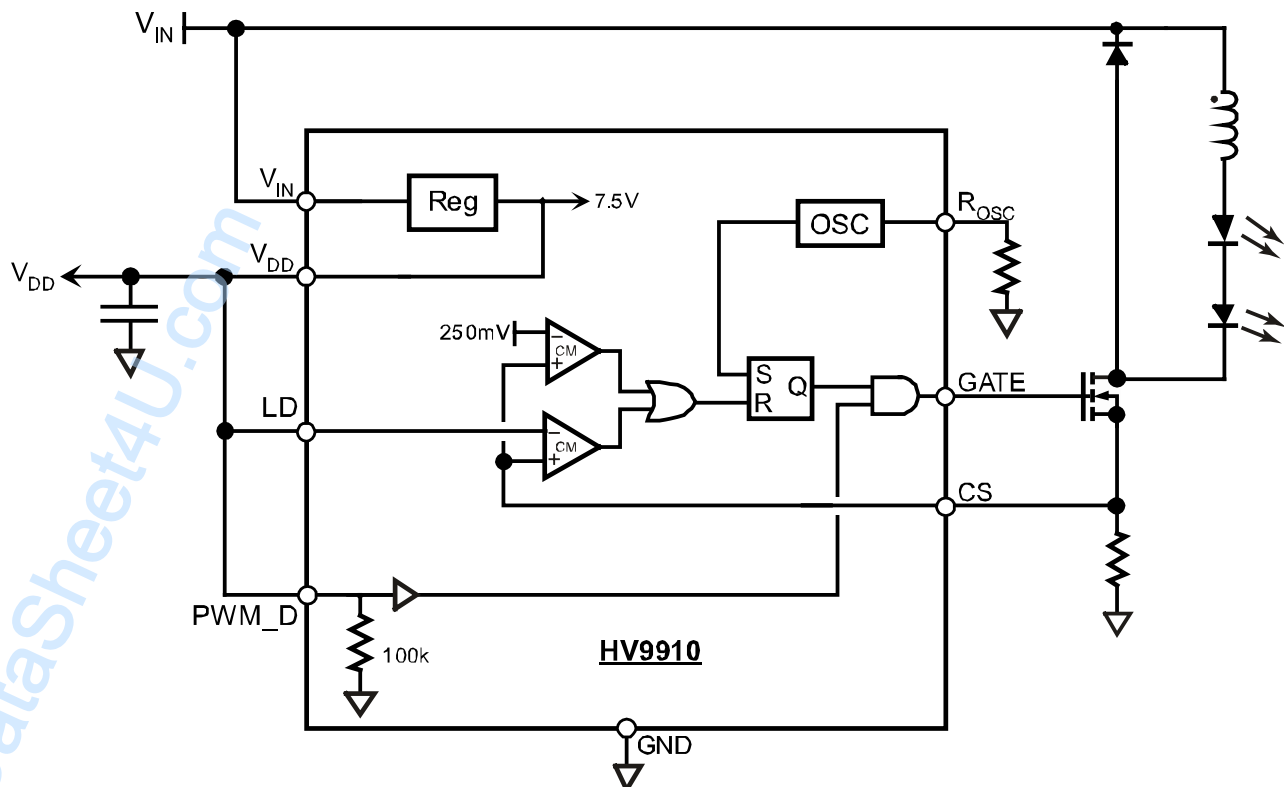 VIN
VIN
Reg
7.5V
OSC
ROSC
VDD
VDD
250mV
CM
S
Q
R
GATE
LD
CM
CS
PWM_D
100k
HV9910
GND
DataSheet4U.com